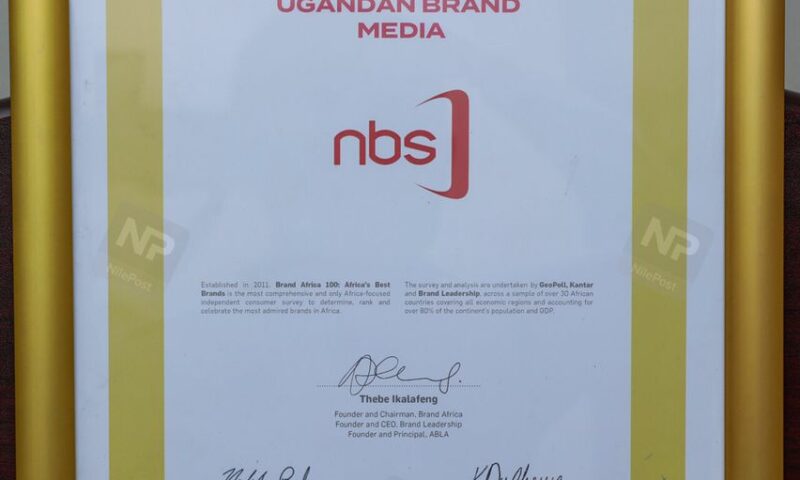 UGANDAN BRAND
MEDIA
nbs
NP
NilePost
NP
NilePost
Established in 2011, Brand Africa 100: Africa's Best
Brands is the most comprehensive and only Africa-focused
independent consumer survey to determine, rank and
celebrate the most admired brands in Africa.
The survey and analysis are undertaken by GeoPoll, Kantar
and Brand Leadership, across a sample of over 30 African
countries covering all economic regions and accounting for
over 80% of the continent's population and GDP.
Thebe Ikalafeng
Founder and Chairman, Brand Africa
Founder and CEO, Brand Leadership
Founder and Principal, ABLA